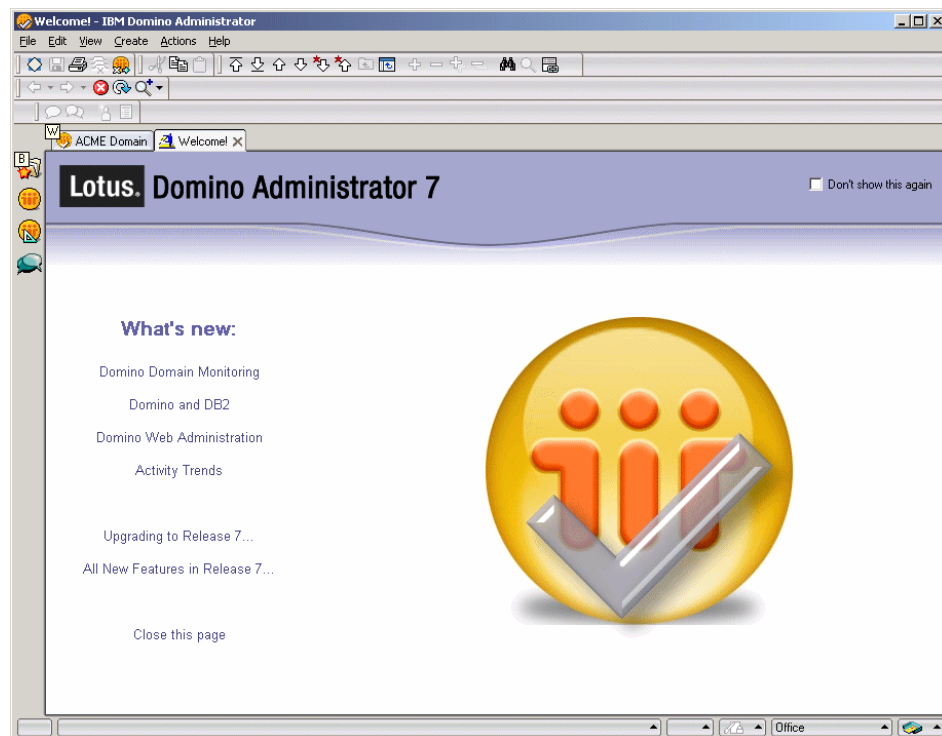 Welcome! - IBM Domino Administrator
File Edit View Create Actions Help
W
ACME Domain Welcome!
B
Lotus. Domino Administrator 7
Don't show this again
What's new:
Domino Domain Monitoring
Domino and DB2
Domino Web Administration
Activity Trends
Upgrading to Release 7...
All New Features in Release 7...
Close this page
Office